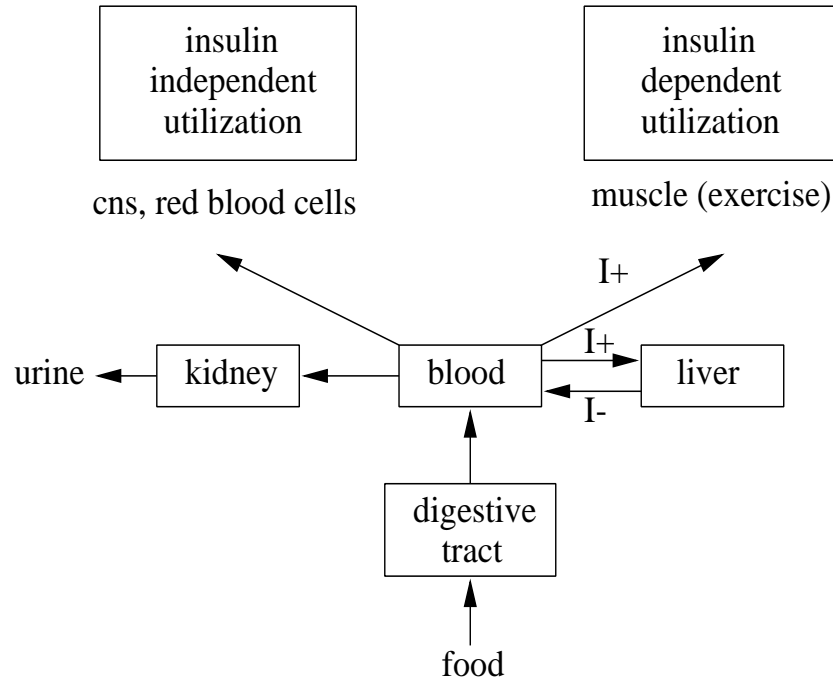 insulin
independent
utilization
insulin
dependent
utilization
cns, red blood cells
muscle (exercise)
I+
I+
urine
kidney
blood
liver
I-
digestive
tract
food